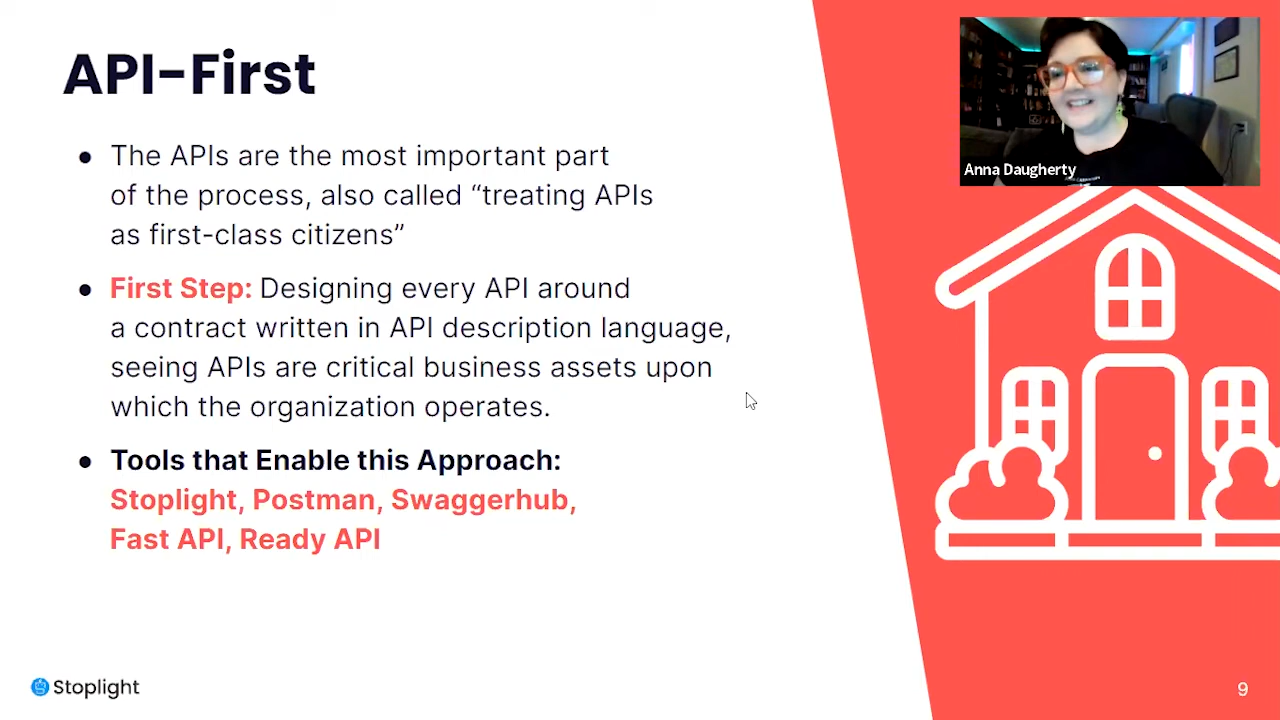 API-First
● The APIs are the most important part
of the process, also called “treating APIs
as first-class citizens”
● First Step: Designing every API around
a contract written in API description language,
seeing APIs are critical business assets upon
which the organization operates.
● Tools that Enable this Approach:
Stoplight, Postman, Swaggerhub,
Fast API, Ready API
Anna Daugherty
Stoplight
9